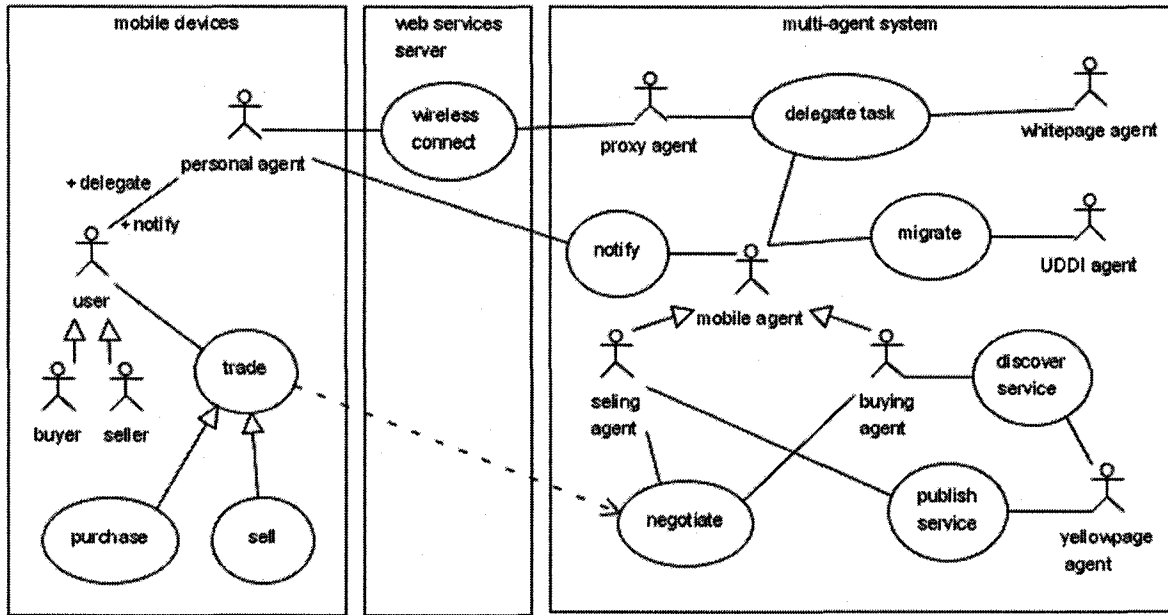 mobile devices
web services
server
multi-agent system
personal agent
+ delegate
+ notify
user
buyer
seller
trade
purchase
sell
wireless
connect
proxy agent
delegate task
whitepage agent
notify
migrate
UDDI agent
mobile agent
seling
agent
buying
agent
discover
service
negotiate
publish
service
yellowpage
agent